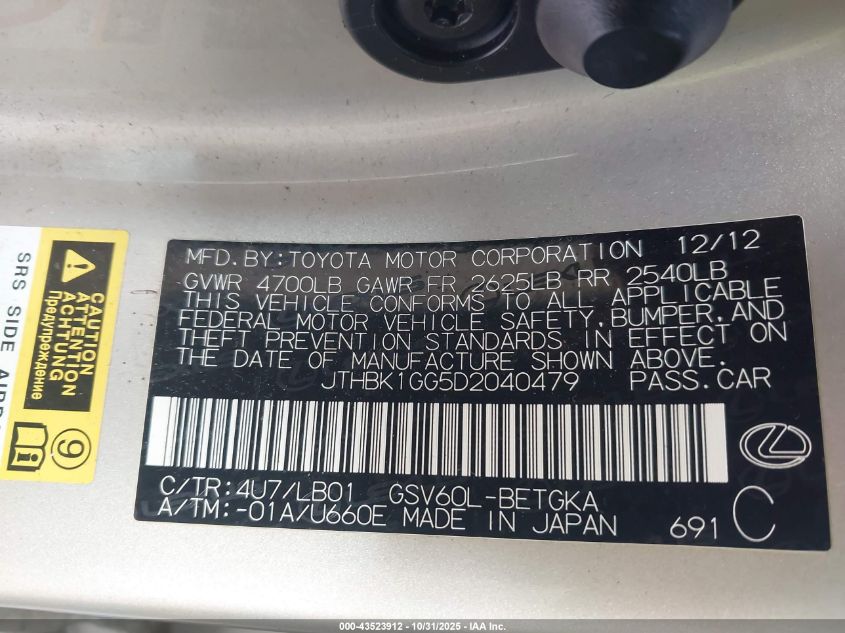 MFD.BY:TOYOTA MOTOR CORPORATION 12/12
GVWR 4700LB GAWR FR 2625LB RR 2540LB
THIS VEHICLE CONFORMS TO ALL APPLICABLE
FEDERAL MOTOR VEHICLE SAFETY,BUMPER,AND
THEFT PREVENTION STANDARDS IN EFFECT ON
THE DATE OF MANUFACTURE SHOWN ABOVE.
JTHBK1GG5D2040479 PASS.CAR
C/TR:4U7/LB01 GSV60L-BETGKA
A/TM:-01A/U660E MADE IN JAPAN 691 C
CAUTION
ACHTUNG
Предупреждение
9
SRS SIDE
000-43523912 - 10/31/2025 - IAA Inc.